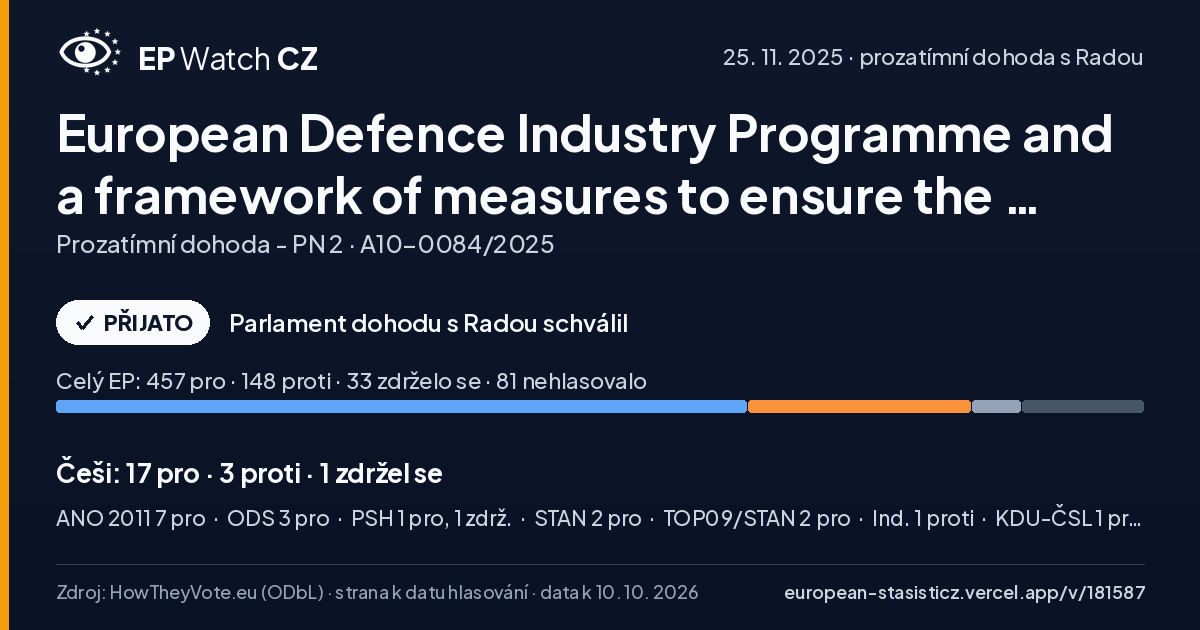 EP Watch CZ
25. 11. 2025 · prozatímní dohoda s Radou
European Defence Industry Programme and
a framework of measures to ensure the …
Prozatímní dohoda – PN 2 · A10–0084/2025
✓ PŘIJATO
Parlament dohodu s Radou schválil
Celý EP: 457 pro · 148 proti · 33 zdrželo se · 81 nehlasovalo
Češi: 17 pro · 3 proti · 1 zdržel se
ANO 2011 7 pro · ODS 3 pro · PSH 1 pro, 1 zdrž. · STAN 2 pro · TOP09/STAN 2 pro · Ind. 1 proti · KDU-ČSL 1 pr…
Zdroj: HowTheyVote.eu (ODbL) · strana k datu hlasování · data k 10. 10. 2026
european-stasisticz.vercel.app/v/181587